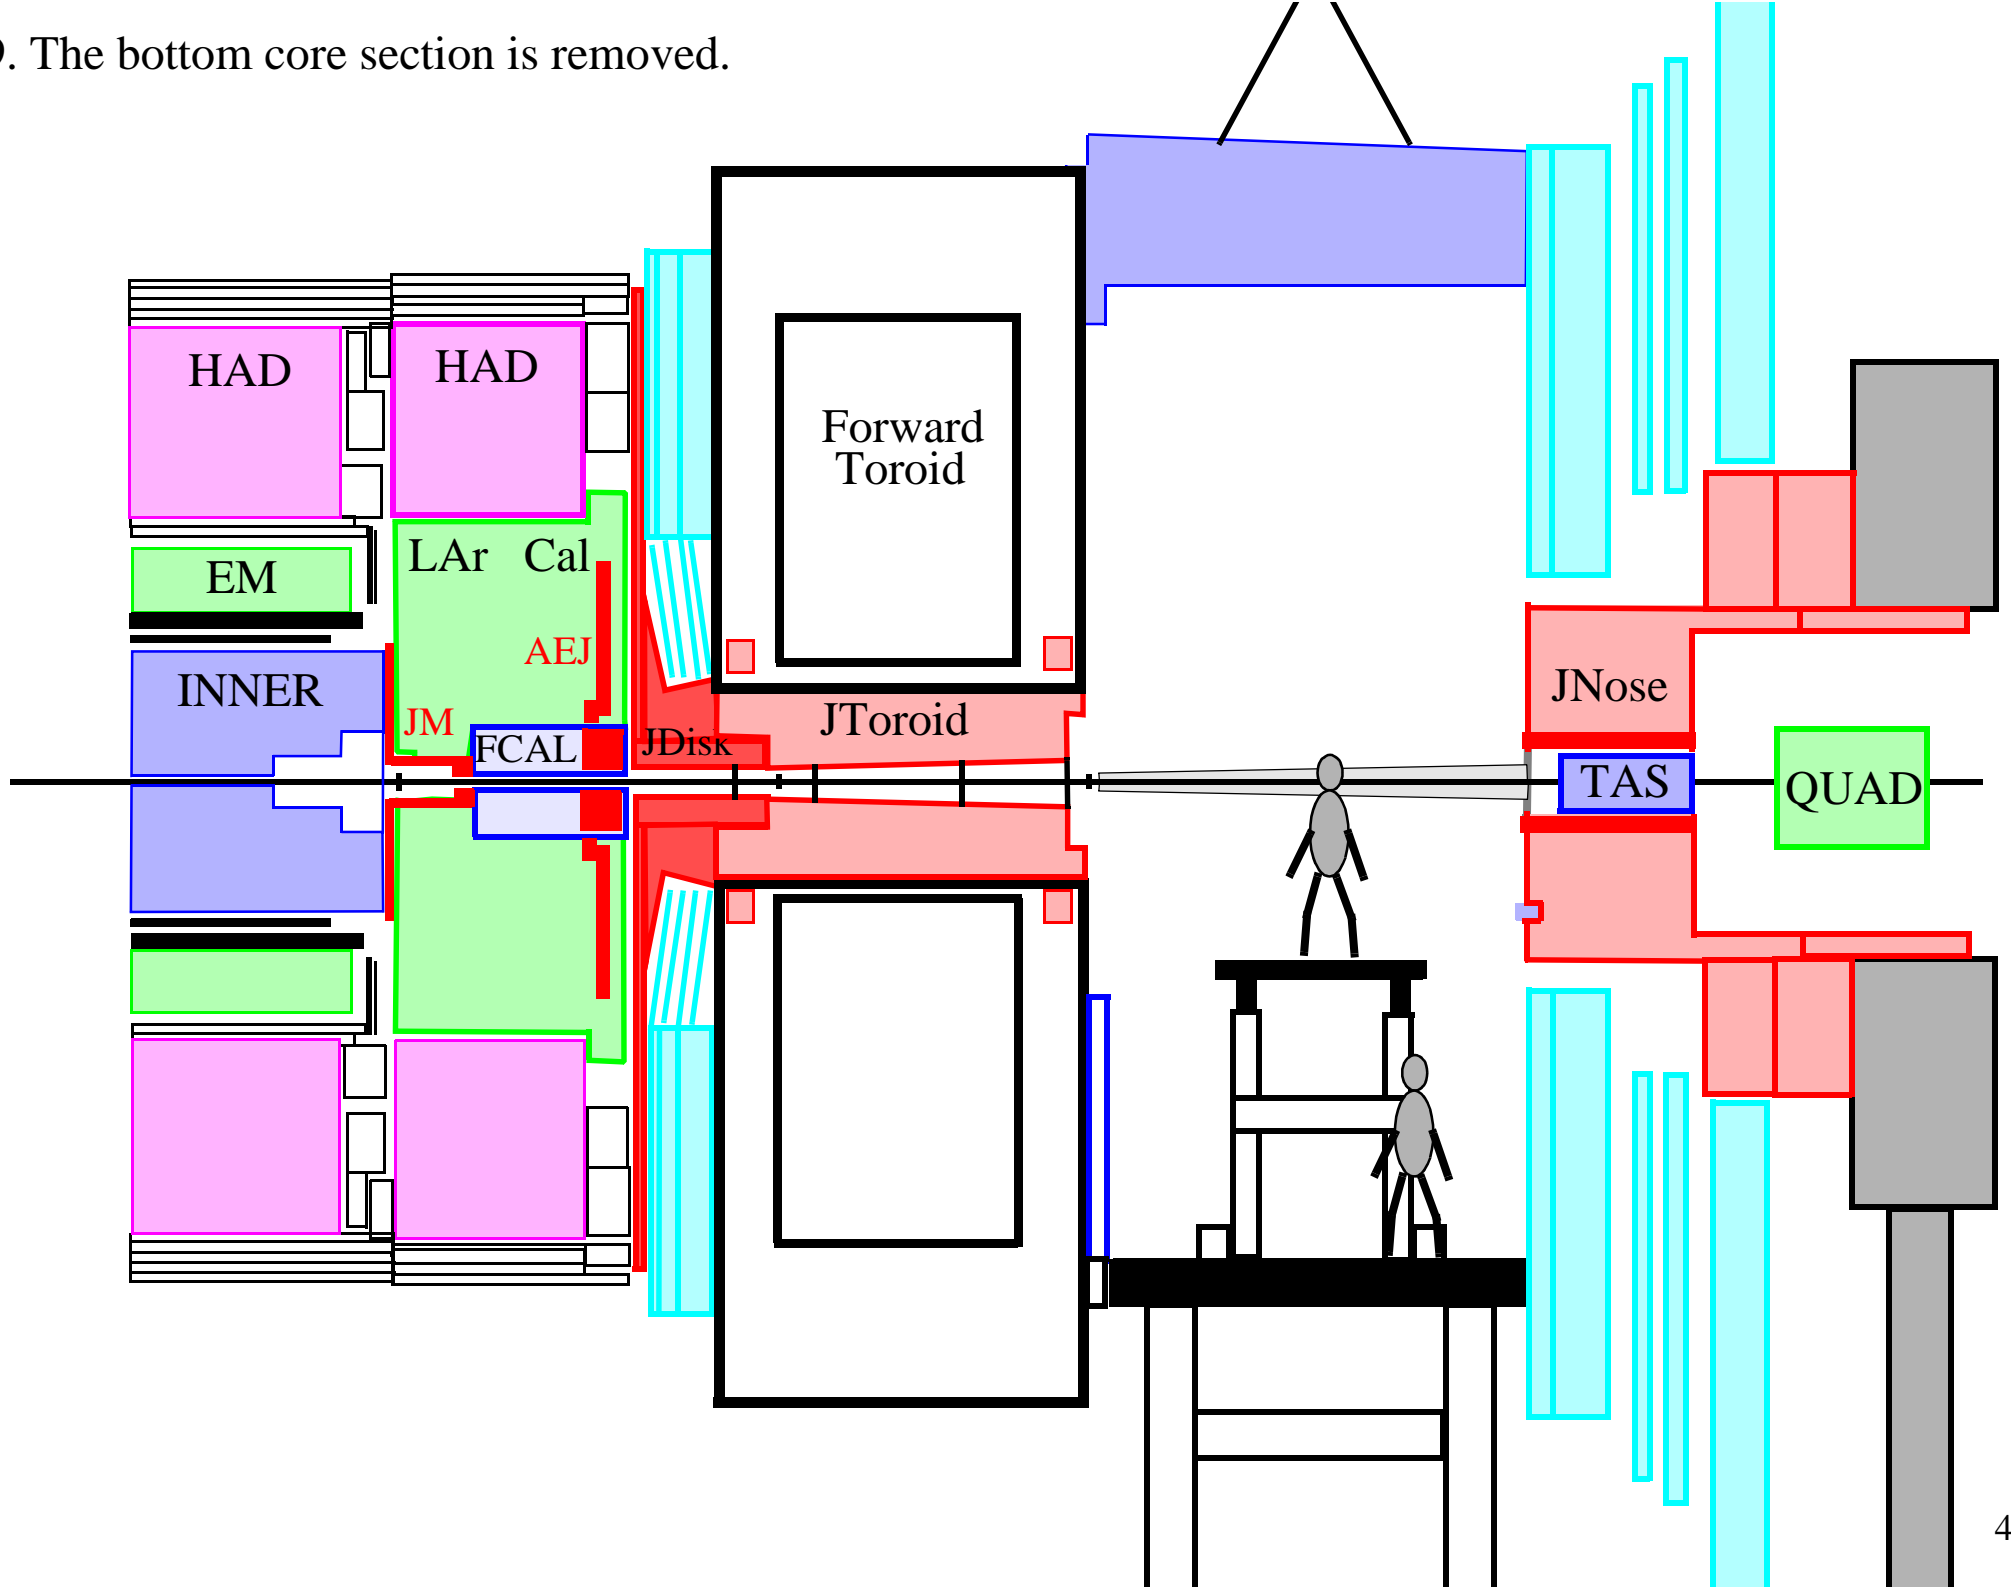 . The bottom core section is removed.
HAD
HAD
Forward
Toroid
LAr Cal
EM
AEJ
INNER
JM
FCAL
JDisk
JToroid
JNose
TAS
QUAD
4